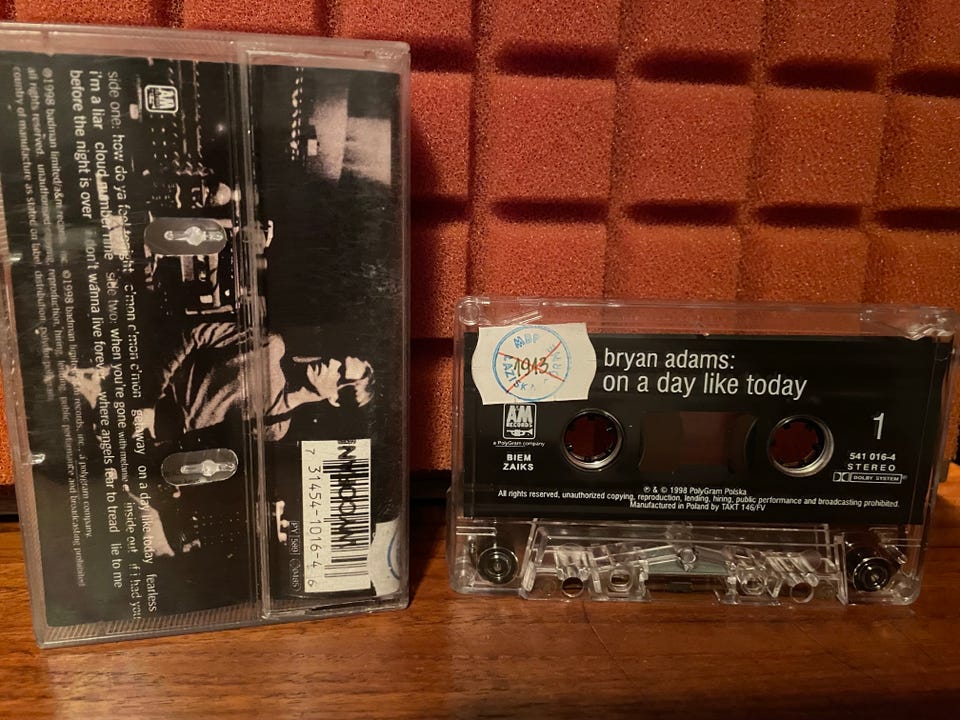 A&M
side one: how do ya feel tonight c'mon c'mon c'mon getaway on a day like today fearless
i'm a liar cloud number nine side two: when you're gone with melanie c inside out if i had you
before the night is over i don't wanna live forever where angels fear to tread lie to me
℗1998 badman limited/a&m records, inc. ©1998 badman limited/a&m records, inc., a polygram company.
all rights reserved. unauthorised copying, reproduction, hiring, lending, public performance and broadcasting prohibited.
country of manufacture as stated on label. distribution, polygram
7 31454-1016-4 6
PY 580
MBP
1913
bryan adams:
on a day like today
A&M
RECORDS
a PolyGram company
BIEM
ZAIKS
1
541 016-4
STEREO
DOLBY SYSTEM
℗ & © 1998 PolyGram Polska
All rights reserved, unauthorized copying, reproduction, lending, hiring, public performance and broadcasting prohibited.
Manufactured in Poland by TAKT 146/FV